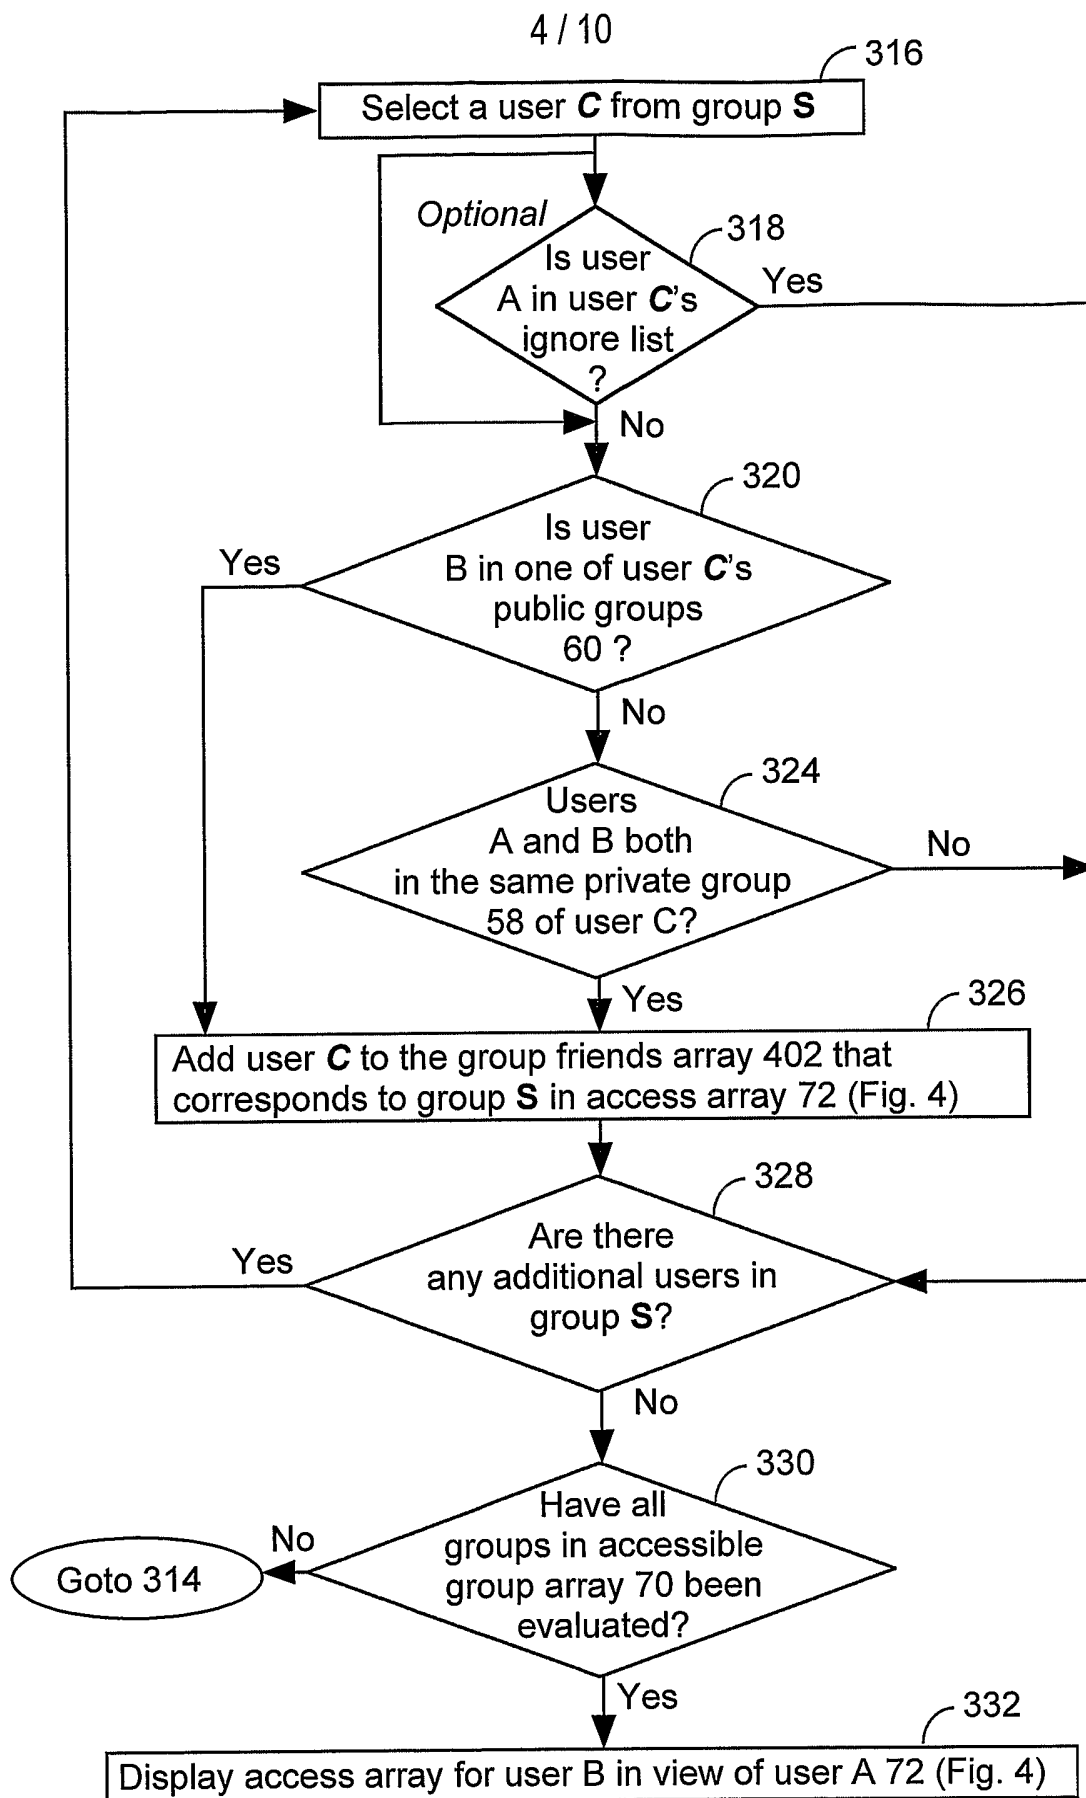 4 / 10
316
Select a user C from group S
Optional
318
Is user
A in user C's
ignore list
?
Yes
No
320
Is user
B in one of user C's
public groups
60 ?
Yes
No
324
Users
A and B both
in the same private group
58 of user C?
No
Yes
326
Add user C to the group friends array 402 that
corresponds to group S in access array 72 (Fig. 4)
328
Are there
any additional users in
group S?
Yes
No
330
Have all
groups in accessible
group array 70 been
evaluated?
No
Goto 314
Yes
332
Display access array for user B in view of user A 72 (Fig. 4)